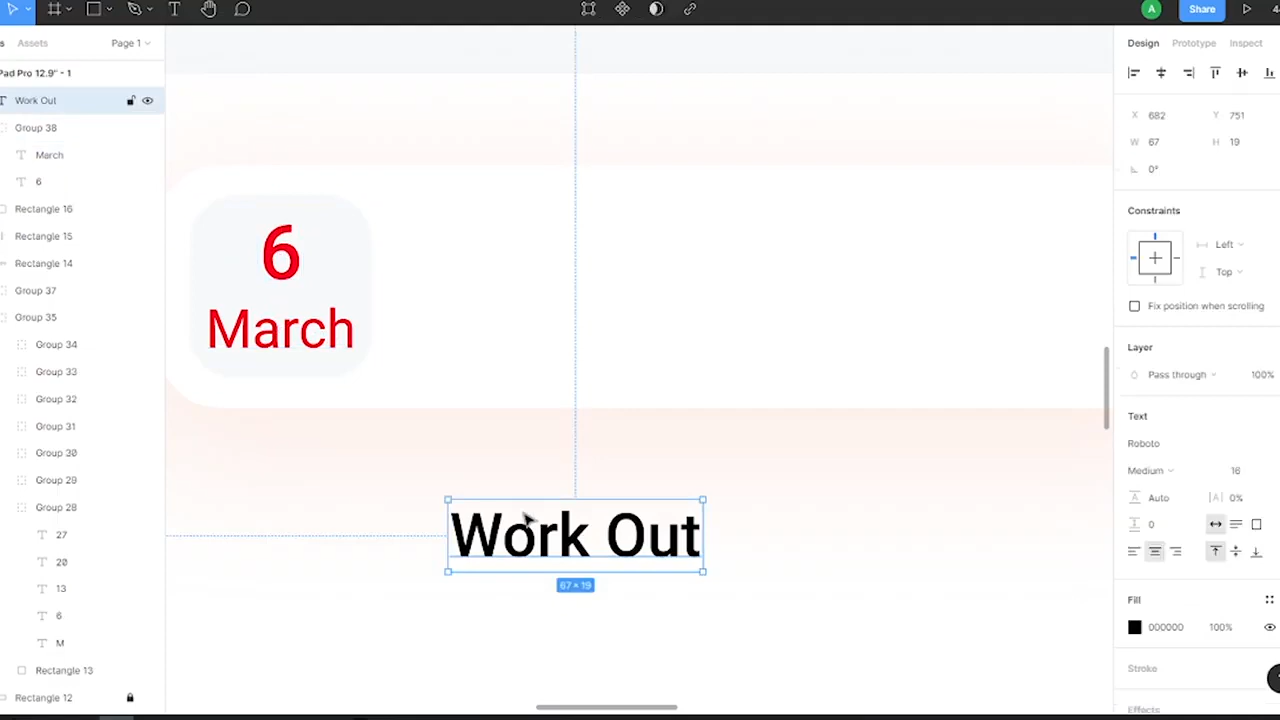 A
Share
Assets
Page 1
Design
Prototype
Inspect
Pad Pro 12.9" - 1
Work Out
Group 38
March
6
Rectangle 16
Rectangle 15
Rectangle 14
Group 37
Group 35
Group 34
Group 33
Group 32
Group 31
Group 30
Group 29
Group 28
27
20
13
6
M
Rectangle 13
Rectangle 12
6
March
Work Out
67 × 19
X 682 Y 751
W 67 H 19
0°
Constraints
Left
Top
Fix position when scrolling
Layer
Pass through 100%
Text
Roboto
Medium 16
Auto 0%
0
Fill
000000 100%
Stroke
Effects